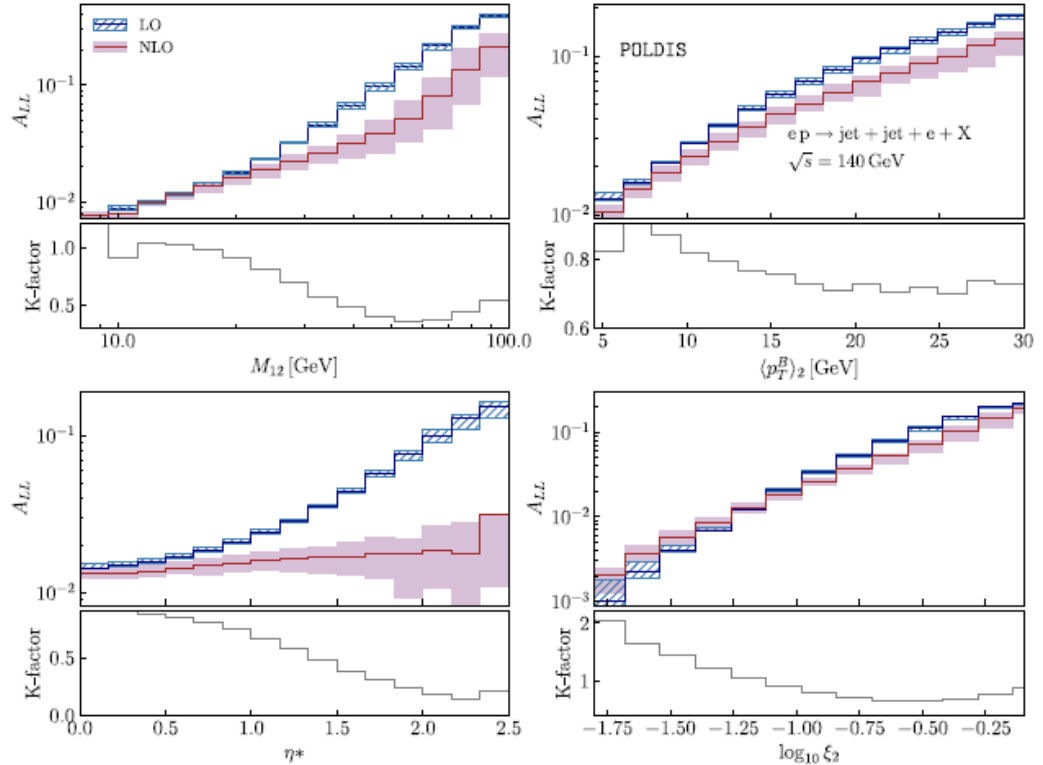 LO
NLO
10⁻¹
10⁻²
A_LL
1.0
0.5
K-factor
10.0
100.0
M₁₂ [GeV]
POLDIS
e p → jet + jet + e + X
√s = 140 GeV
10⁻¹
10⁻²
A_LL
0.8
0.6
K-factor
5 10 15 20 25 30
⟨p_T^B⟩₂ [GeV]
10⁻¹
10⁻²
A_LL
0.5
0.0
K-factor
0.0 0.5 1.0 1.5 2.0 2.5
η*
10⁻¹
10⁻²
10⁻³
A_LL
2
1
K-factor
−1.75 −1.50 −1.25 −1.00 −0.75 −0.50 −0.25
log₁₀ ξ₂